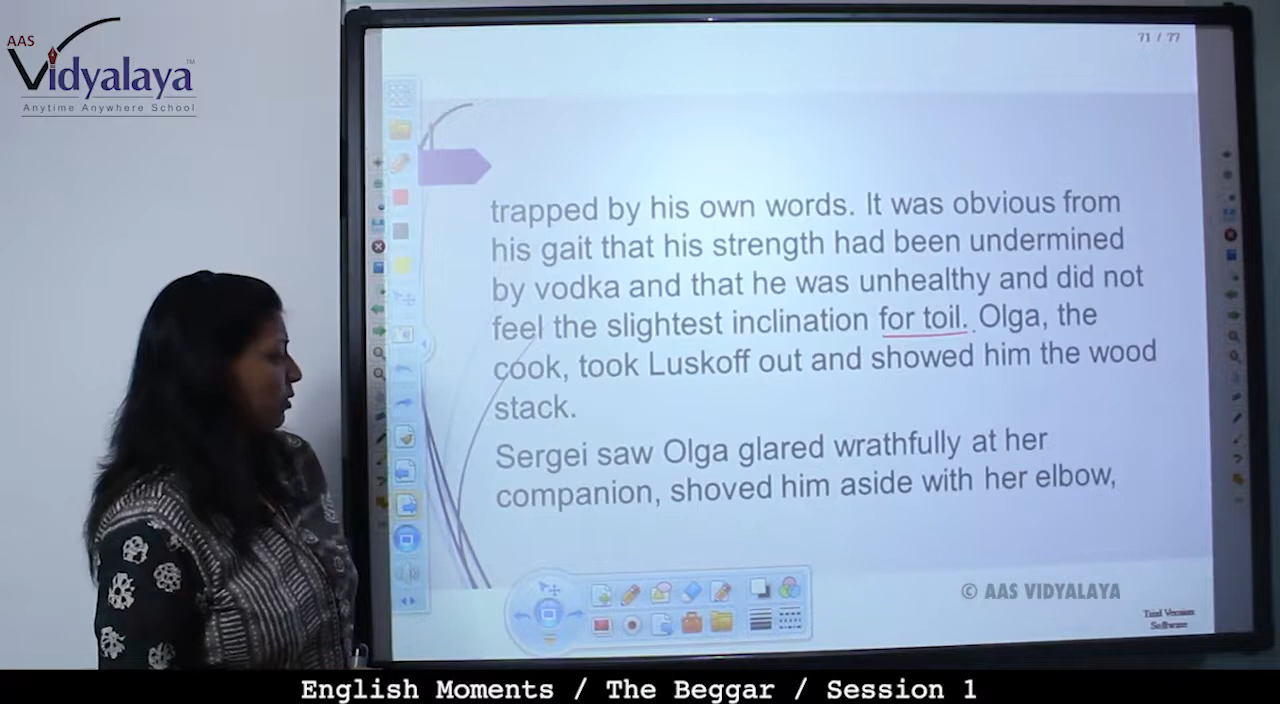 AAS
Vidyalaya TM
Anytime Anywhere School
71 / 77
trapped by his own words. It was obvious from
his gait that his strength had been undermined
by vodka and that he was unhealthy and did not
feel the slightest inclination for toil. Olga, the
cook, took Luskoff out and showed him the wood
stack.
Sergei saw Olga glared wrathfully at her
companion, shoved him aside with her elbow,
© AAS VIDYALAYA
Trial Version
Software
English Moments / The Beggar / Session 1